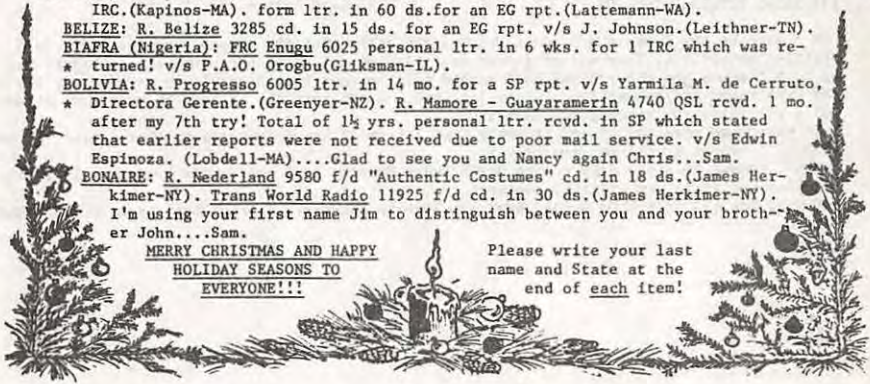 IRC.(Kapinos-MA). form ltr. in 60 ds.for an EG rpt.(Lattemann-WA).
BELIZE: R. Belize 3285 cd. in 15 ds. for an EG rpt. v/s J. Johnson.(Leithner-TN).
BIAFRA (Nigeria): FRC Enugu 6025 personal ltr. in 6 wks. for 1 IRC which was re-
* turned! v/s P.A.O. Orogbu(Gliksman-IL).
BOLIVIA: R. Progresso 6005 ltr. in 14 mo. for a SP rpt. v/s Yarmila M. de Cerruto,
* Directora Gerente.(Greenyer-NZ). R. Mamore - Guayaramerin 4740 QSL rcvd. 1 mo.
after my 7th try! Total of 1½ yrs. personal ltr. rcvd. in SP which stated
that earlier reports were not received due to poor mail service. v/s Edwin
Espinoza. (Lobdell-MA)....Glad to see you and Nancy again Chris...Sam.
BONAIRE: R. Nederland 9580 f/d "Authentic Costumes" cd. in 18 ds.(James Her-
kimer-NY). Trans World Radio 11925 f/d cd. in 30 ds.(James Herkimer-NY).
I'm using your first name Jim to distinguish between you and your broth-
er John....Sam.
MERRY CHRISTMAS AND HAPPY
HOLIDAY SEASONS TO
EVERYONE!!!
Please write your last
name and State at the
end of each item!